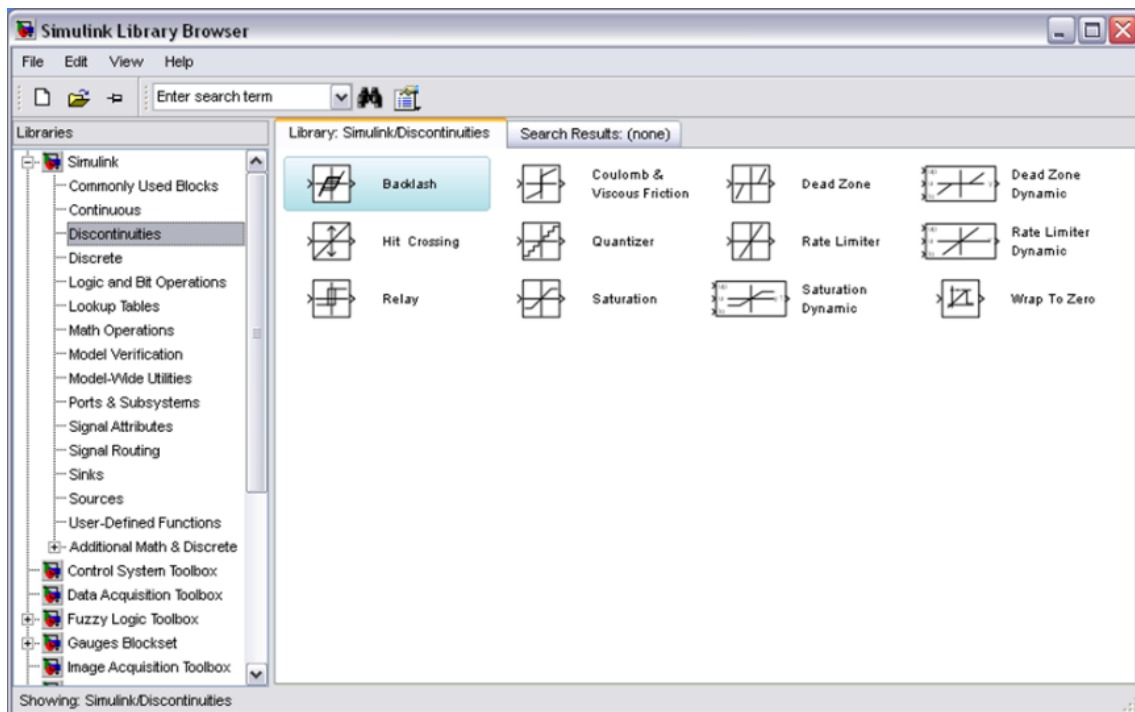 Simulink Library Browser
File Edit View Help
Enter search term
Libraries
Simulink
Commonly Used Blocks
Continuous
Discontinuities
Discrete
Logic and Bit Operations
Lookup Tables
Math Operations
Model Verification
Model-Wide Utilities
Ports & Subsystems
Signal Attributes
Signal Routing
Sinks
Sources
User-Defined Functions
Additional Math & Discrete
Control System Toolbox
Data Acquisition Toolbox
Fuzzy Logic Toolbox
Gauges Blockset
Image Acquisition Toolbox
Library: Simulink/Discontinuities
Search Results: (none)
Backlash
Coulomb &
Viscous Friction
Dead Zone
Dead Zone
Dynamic
Hit Crossing
Quantizer
Rate Limiter
Rate Limiter
Dynamic
Relay
Saturation
Saturation
Dynamic
Wrap To Zero
Showing: Simulink/Discontinuities